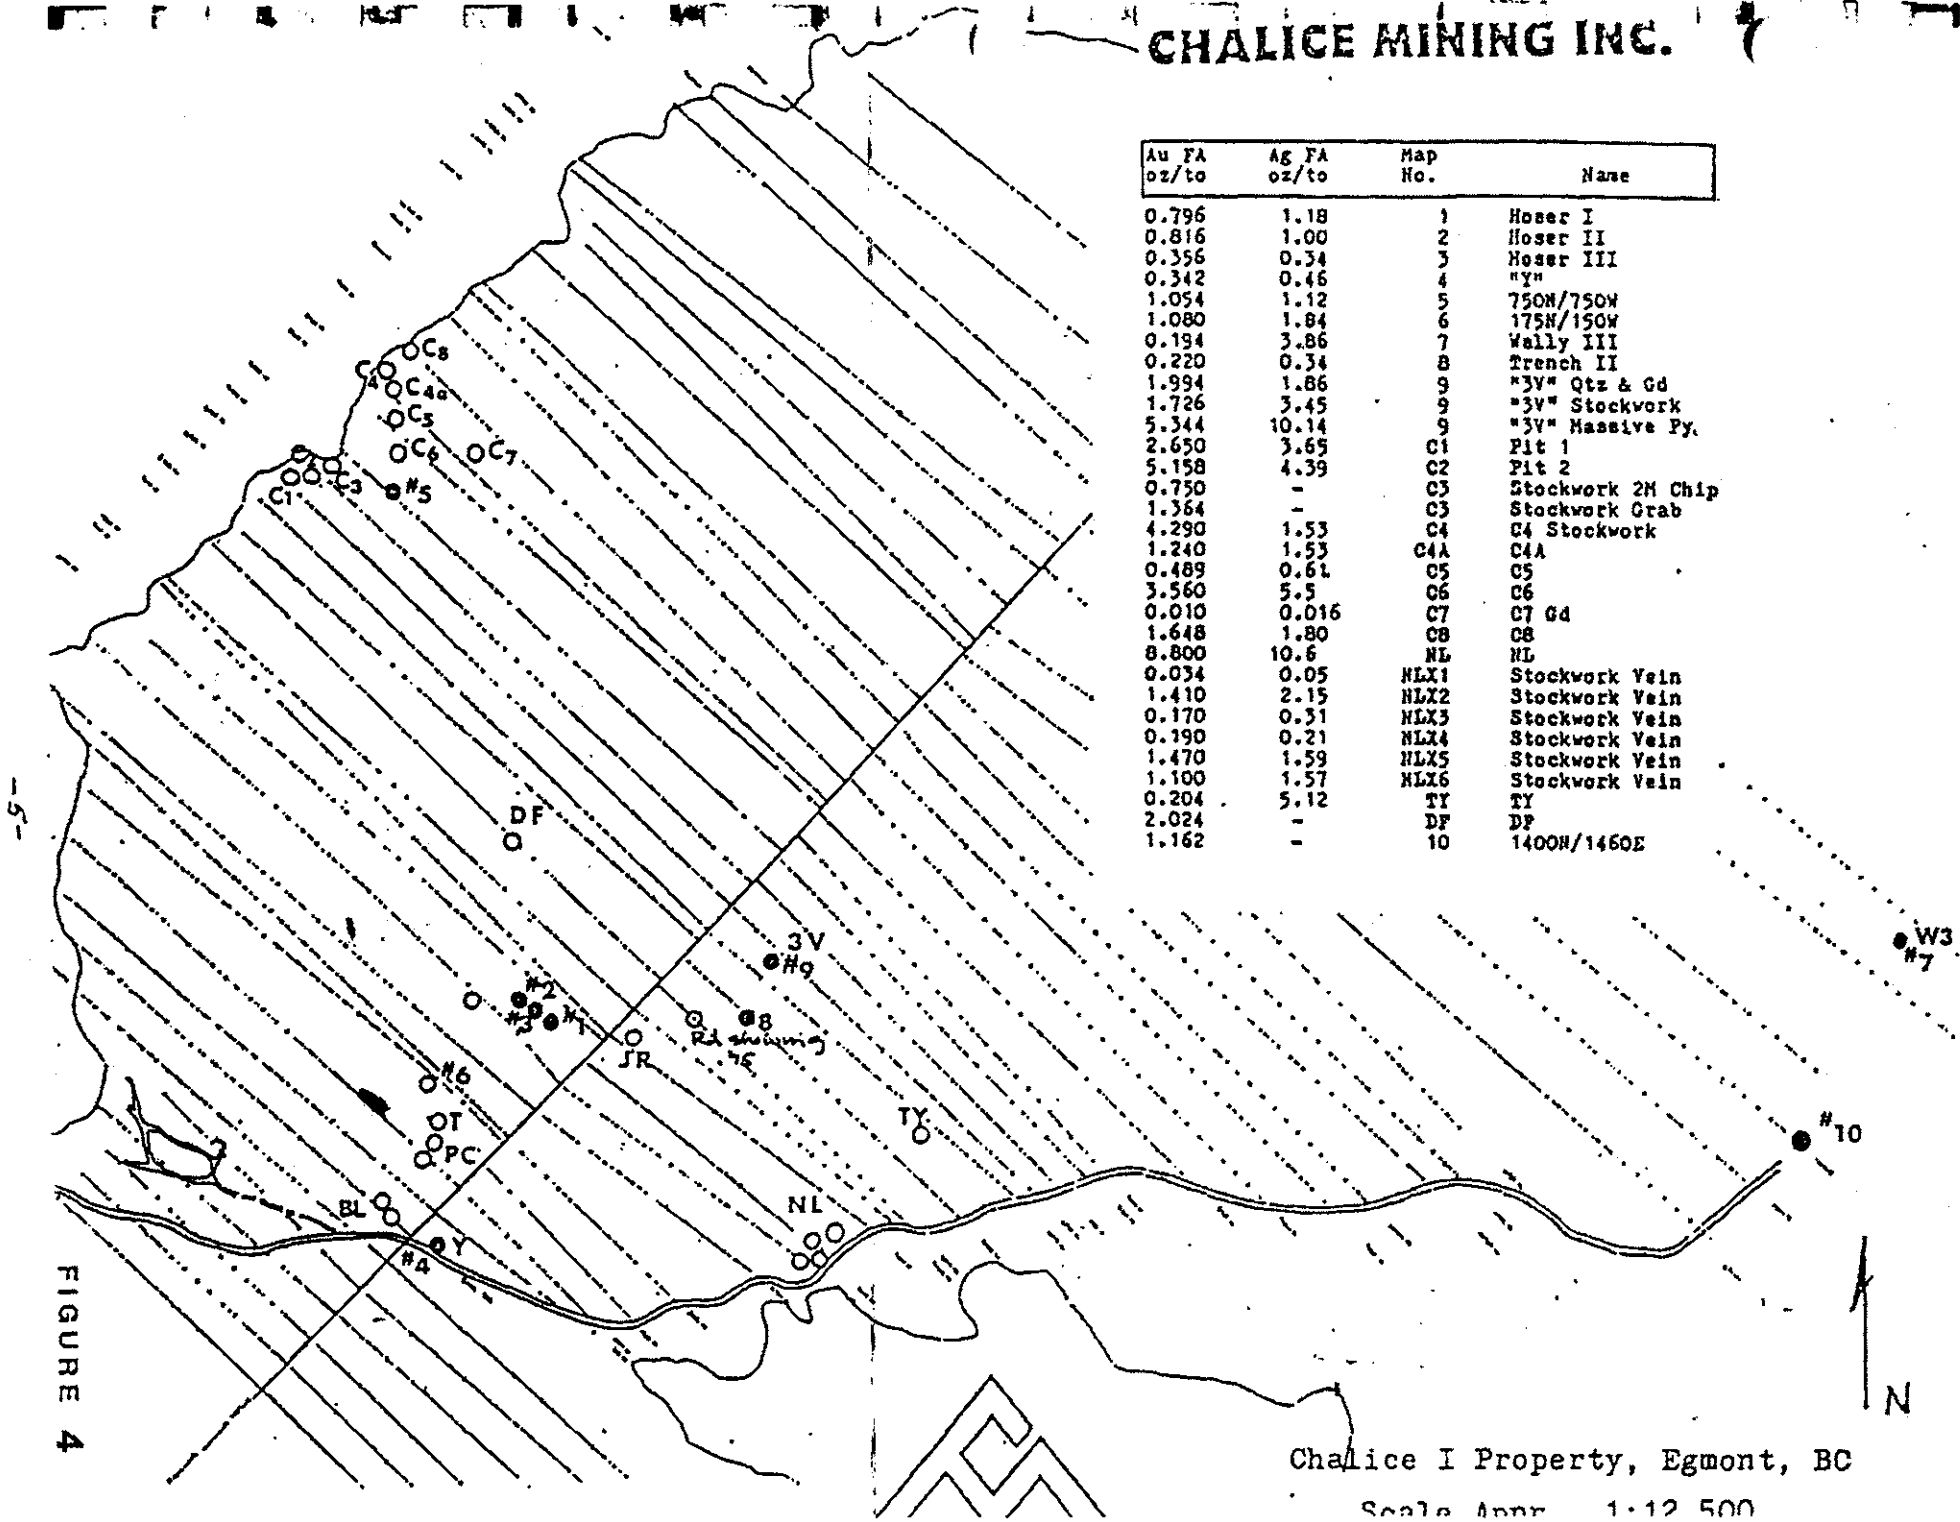 CHALICE MINING INC.
Au FA Ag FA Map
oz/to oz/to No. Name
0.796 1.18 1 Hoser I
0.816 1.00 2 Hoser II
0.356 0.34 3 Hoser III
0.342 0.46 4 "Y"
1.054 1.12 5 750N/750W
1.080 1.84 6 175N/150W
0.194 3.86 7 Wally III
0.220 0.34 8 Trench II
1.994 1.86 9 "3V" Qtz & Gd
1.726 3.45 9 "3V" Stockwork
5.344 10.14 9 "3V" Massive Py.
2.650 3.65 C1 Pit 1
5.158 4.39 C2 Pit 2
0.750 - C3 Stockwork 2M Chip
1.364 - C3 Stockwork Grab
4.290 1.53 C4 C4 Stockwork
1.240 1.53 C4A C4A
0.489 0.61 C5 C5
3.560 5.5 C6 C6
0.010 0.016 C7 C7 Gd
1.648 1.80 C8 C8
8.800 10.6 NL NL
0.034 0.05 NLX1 Stockwork Vein
1.410 2.15 NLX2 Stockwork Vein
0.170 0.31 NLX3 Stockwork Vein
0.190 0.21 NLX4 Stockwork Vein
1.470 1.59 NLX5 Stockwork Vein
1.100 1.57 NLX6 Stockwork Vein
0.204 5.12 TY TY
2.024 - DF DF
1.162 - 10 1400N/1460E
C8
C4
C4a
C5
C6
C7
C1
C3
#5
-5-
DF
3V
#9
W3
#7
#2
#3
#1
8
Rd showing
JR
#6
T
PC
TY
#10
BL
NL
Y
#4
FIGURE 4
N
Chalice I Property, Egmont, BC
Scale Appr 1:12 500